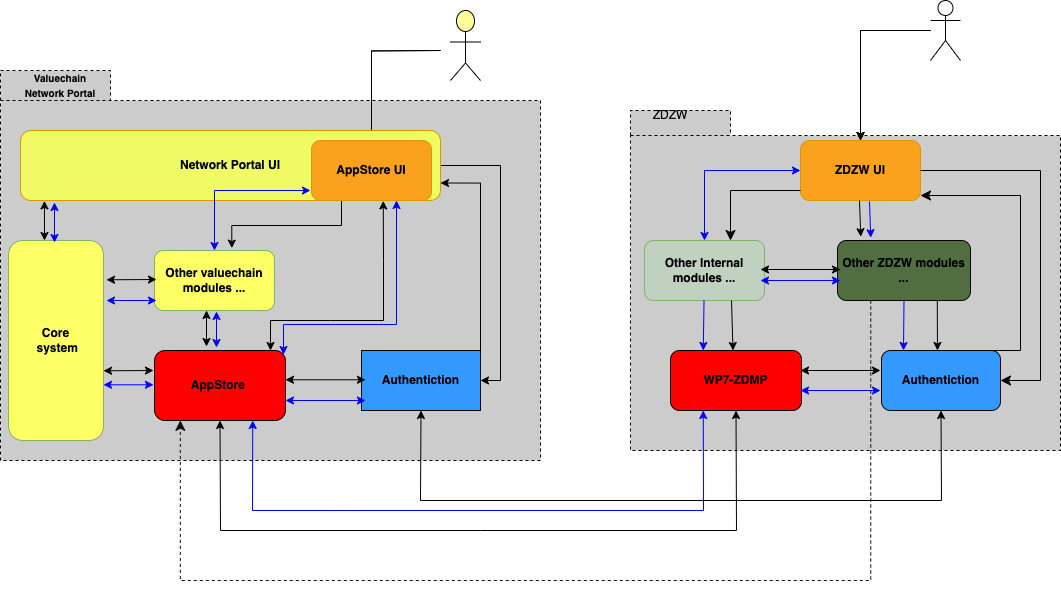 Valuechain
Network Portal
ZDZW
Network Portal UI
AppStore UI
ZDZW UI
Other valuechain
modules ...
Other Internal
modules ...
Other ZDZW modules
...
Core
system
AppStore
Authentiction
WP7-ZDMP
Authentiction